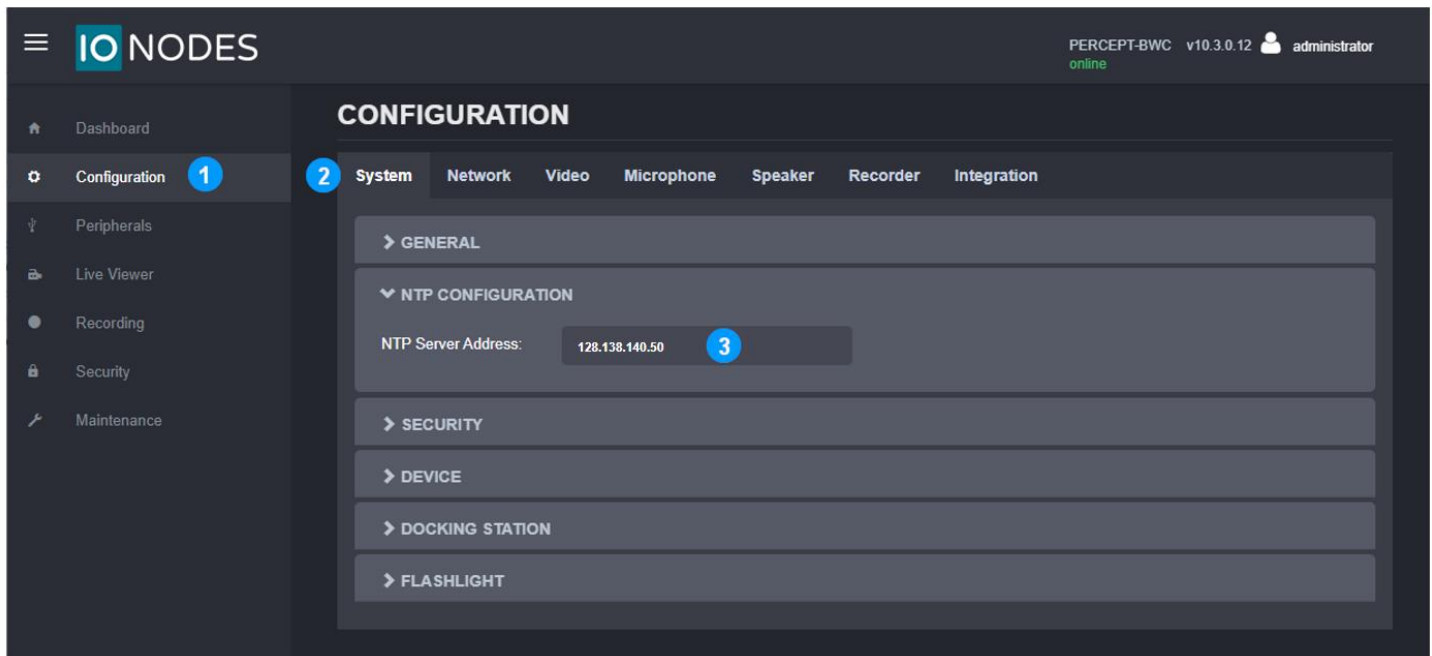 IO NODES
PERCEPT-BWC v10.3.0.12 administrator
online
Dashboard
Configuration 1
Peripherals
Live Viewer
Recording
Security
Maintenance
CONFIGURATION
2 System Network Video Microphone Speaker Recorder Integration
GENERAL
NTP CONFIGURATION
NTP Server Address: 128.138.140.50 3
SECURITY
DEVICE
DOCKING STATION
FLASHLIGHT